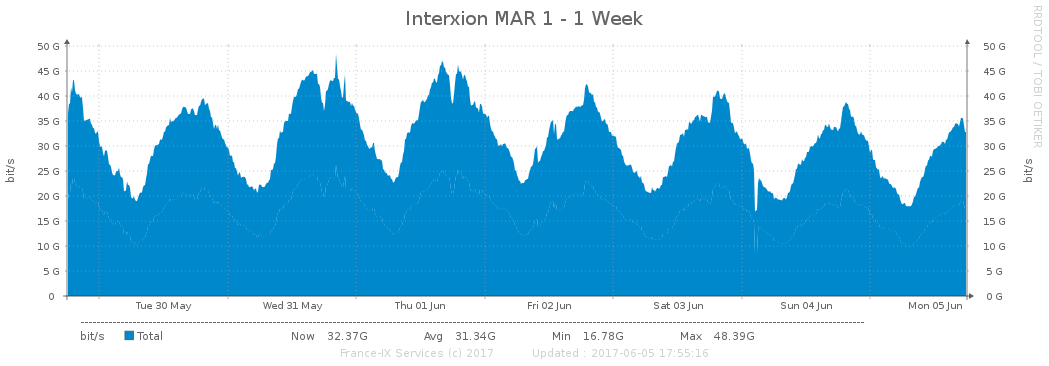 Interxion MAR 1 - 1 Week
RRDTOOL / TOBI OETIKER
bit/s
50 G 50 G
45 G 45 G
40 G 40 G
35 G 35 G
30 G 30 G
25 G 25 G
20 G 20 G
15 G 15 G
10 G 10 G
5 G 5 G
0 0 G
bit/s
Tue 30 May Wed 31 May Thu 01 Jun Fri 02 Jun Sat 03 Jun Sun 04 Jun Mon 05 Jun
bit/s Total Now 32.37G Avg 31.34G Min 16.78G Max 48.39G
France-IX Services (c) 2017 Updated : 2017-06-05 17:55:16